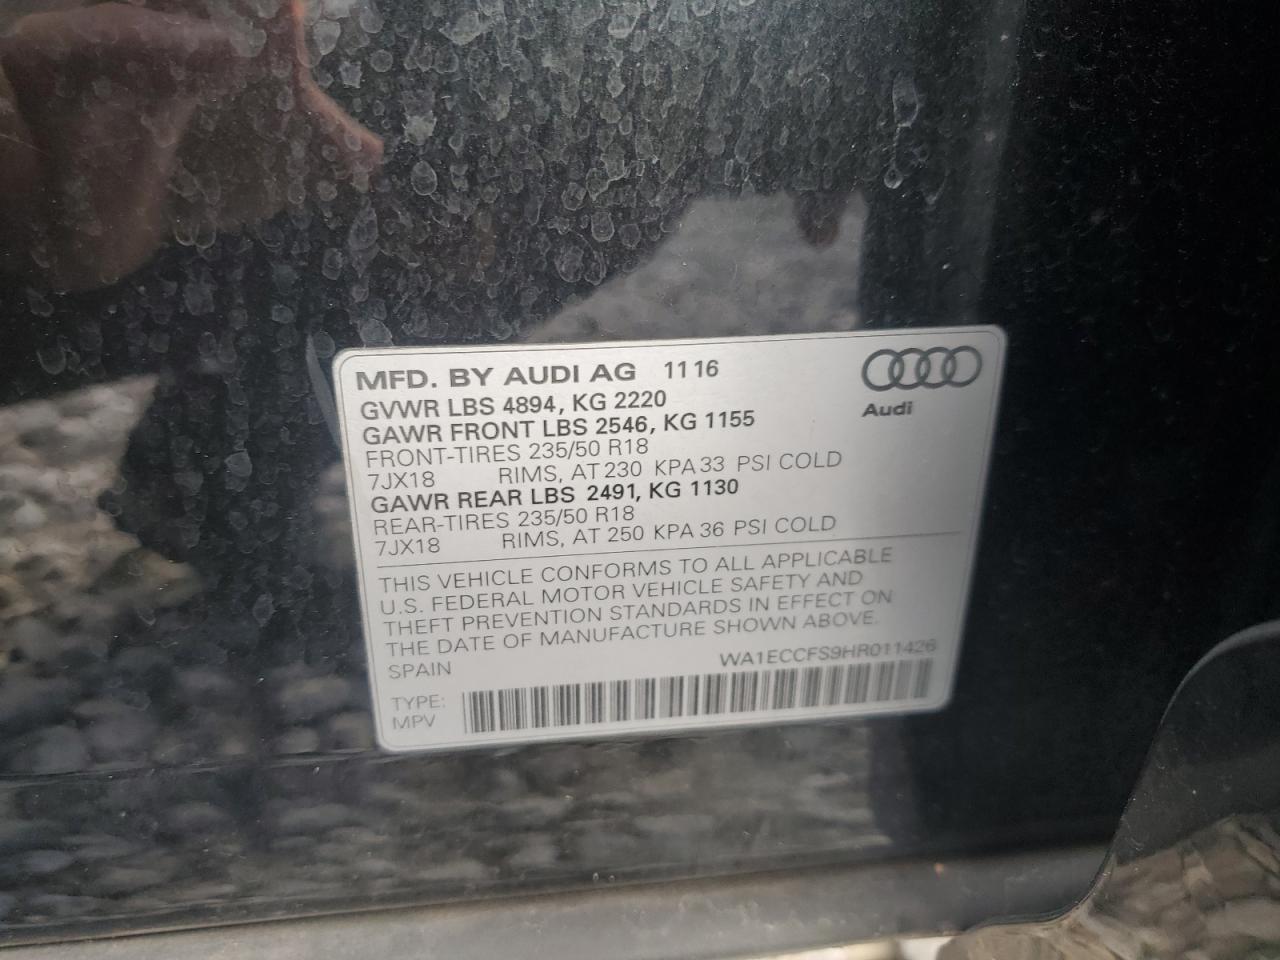 MFD. BY AUDI AG 11 16
GVWR LBS 4894, KG 2220
GAWR FRONT LBS 2546, KG 1155
FRONT-TIRES 235/50 R18
7JX18 RIMS, AT 230 KPA 33 PSI COLD
GAWR REAR LBS 2491, KG 1130
REAR-TIRES 235/50 R18
7JX18 RIMS, AT 250 KPA 36 PSI COLD
Audi
THIS VEHICLE CONFORMS TO ALL APPLICABLE
U.S. FEDERAL MOTOR VEHICLE SAFETY AND
THEFT PREVENTION STANDARDS IN EFFECT ON
THE DATE OF MANUFACTURE SHOWN ABOVE.
SPAIN WA1ECCFS9HR011426
TYPE:
MPV